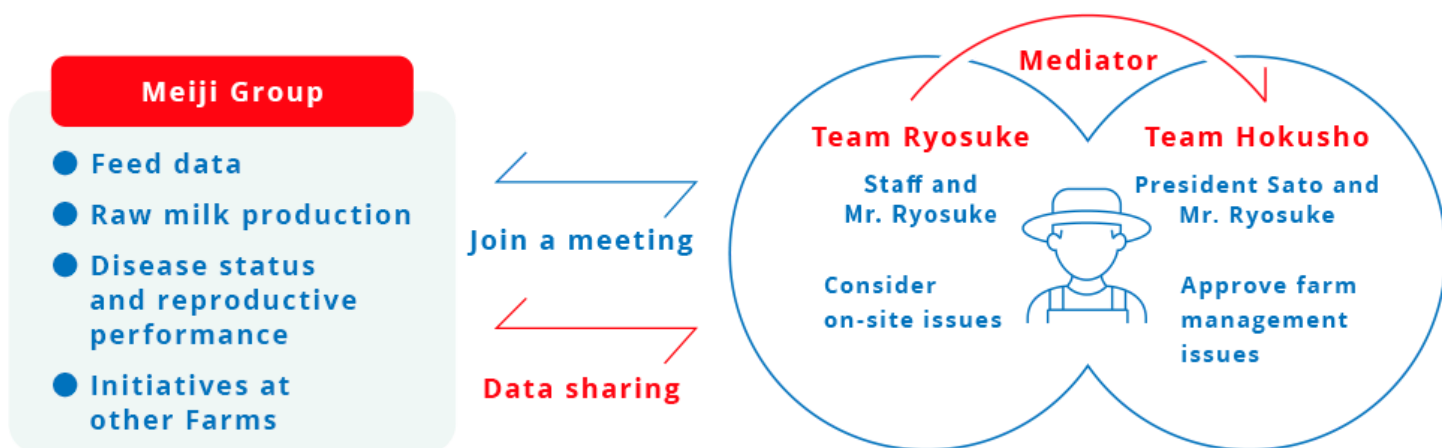 Meiji Group
Feed data
Raw milk production
Disease status
and reproductive
performance
Initiatives at
other Farms
Join a meeting
Data sharing
Mediator
Team Ryosuke
Staff and
Mr. Ryosuke
Consider
on-site issues
Team Hokusho
President Sato and
Mr. Ryosuke
Approve farm
management
issues